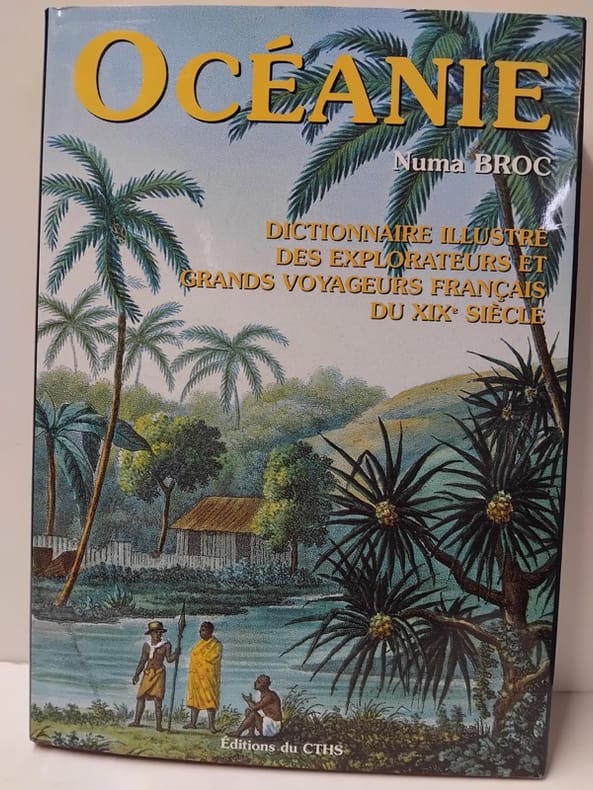 OCÉANIE
Numa BROC
DICTIONNAIRE ILLUSTRÉ
DES EXPLORATEURS ET
GRANDS VOYAGEURS FRANÇAIS
DU XIXe SIÈCLE
Éditions du CTHS